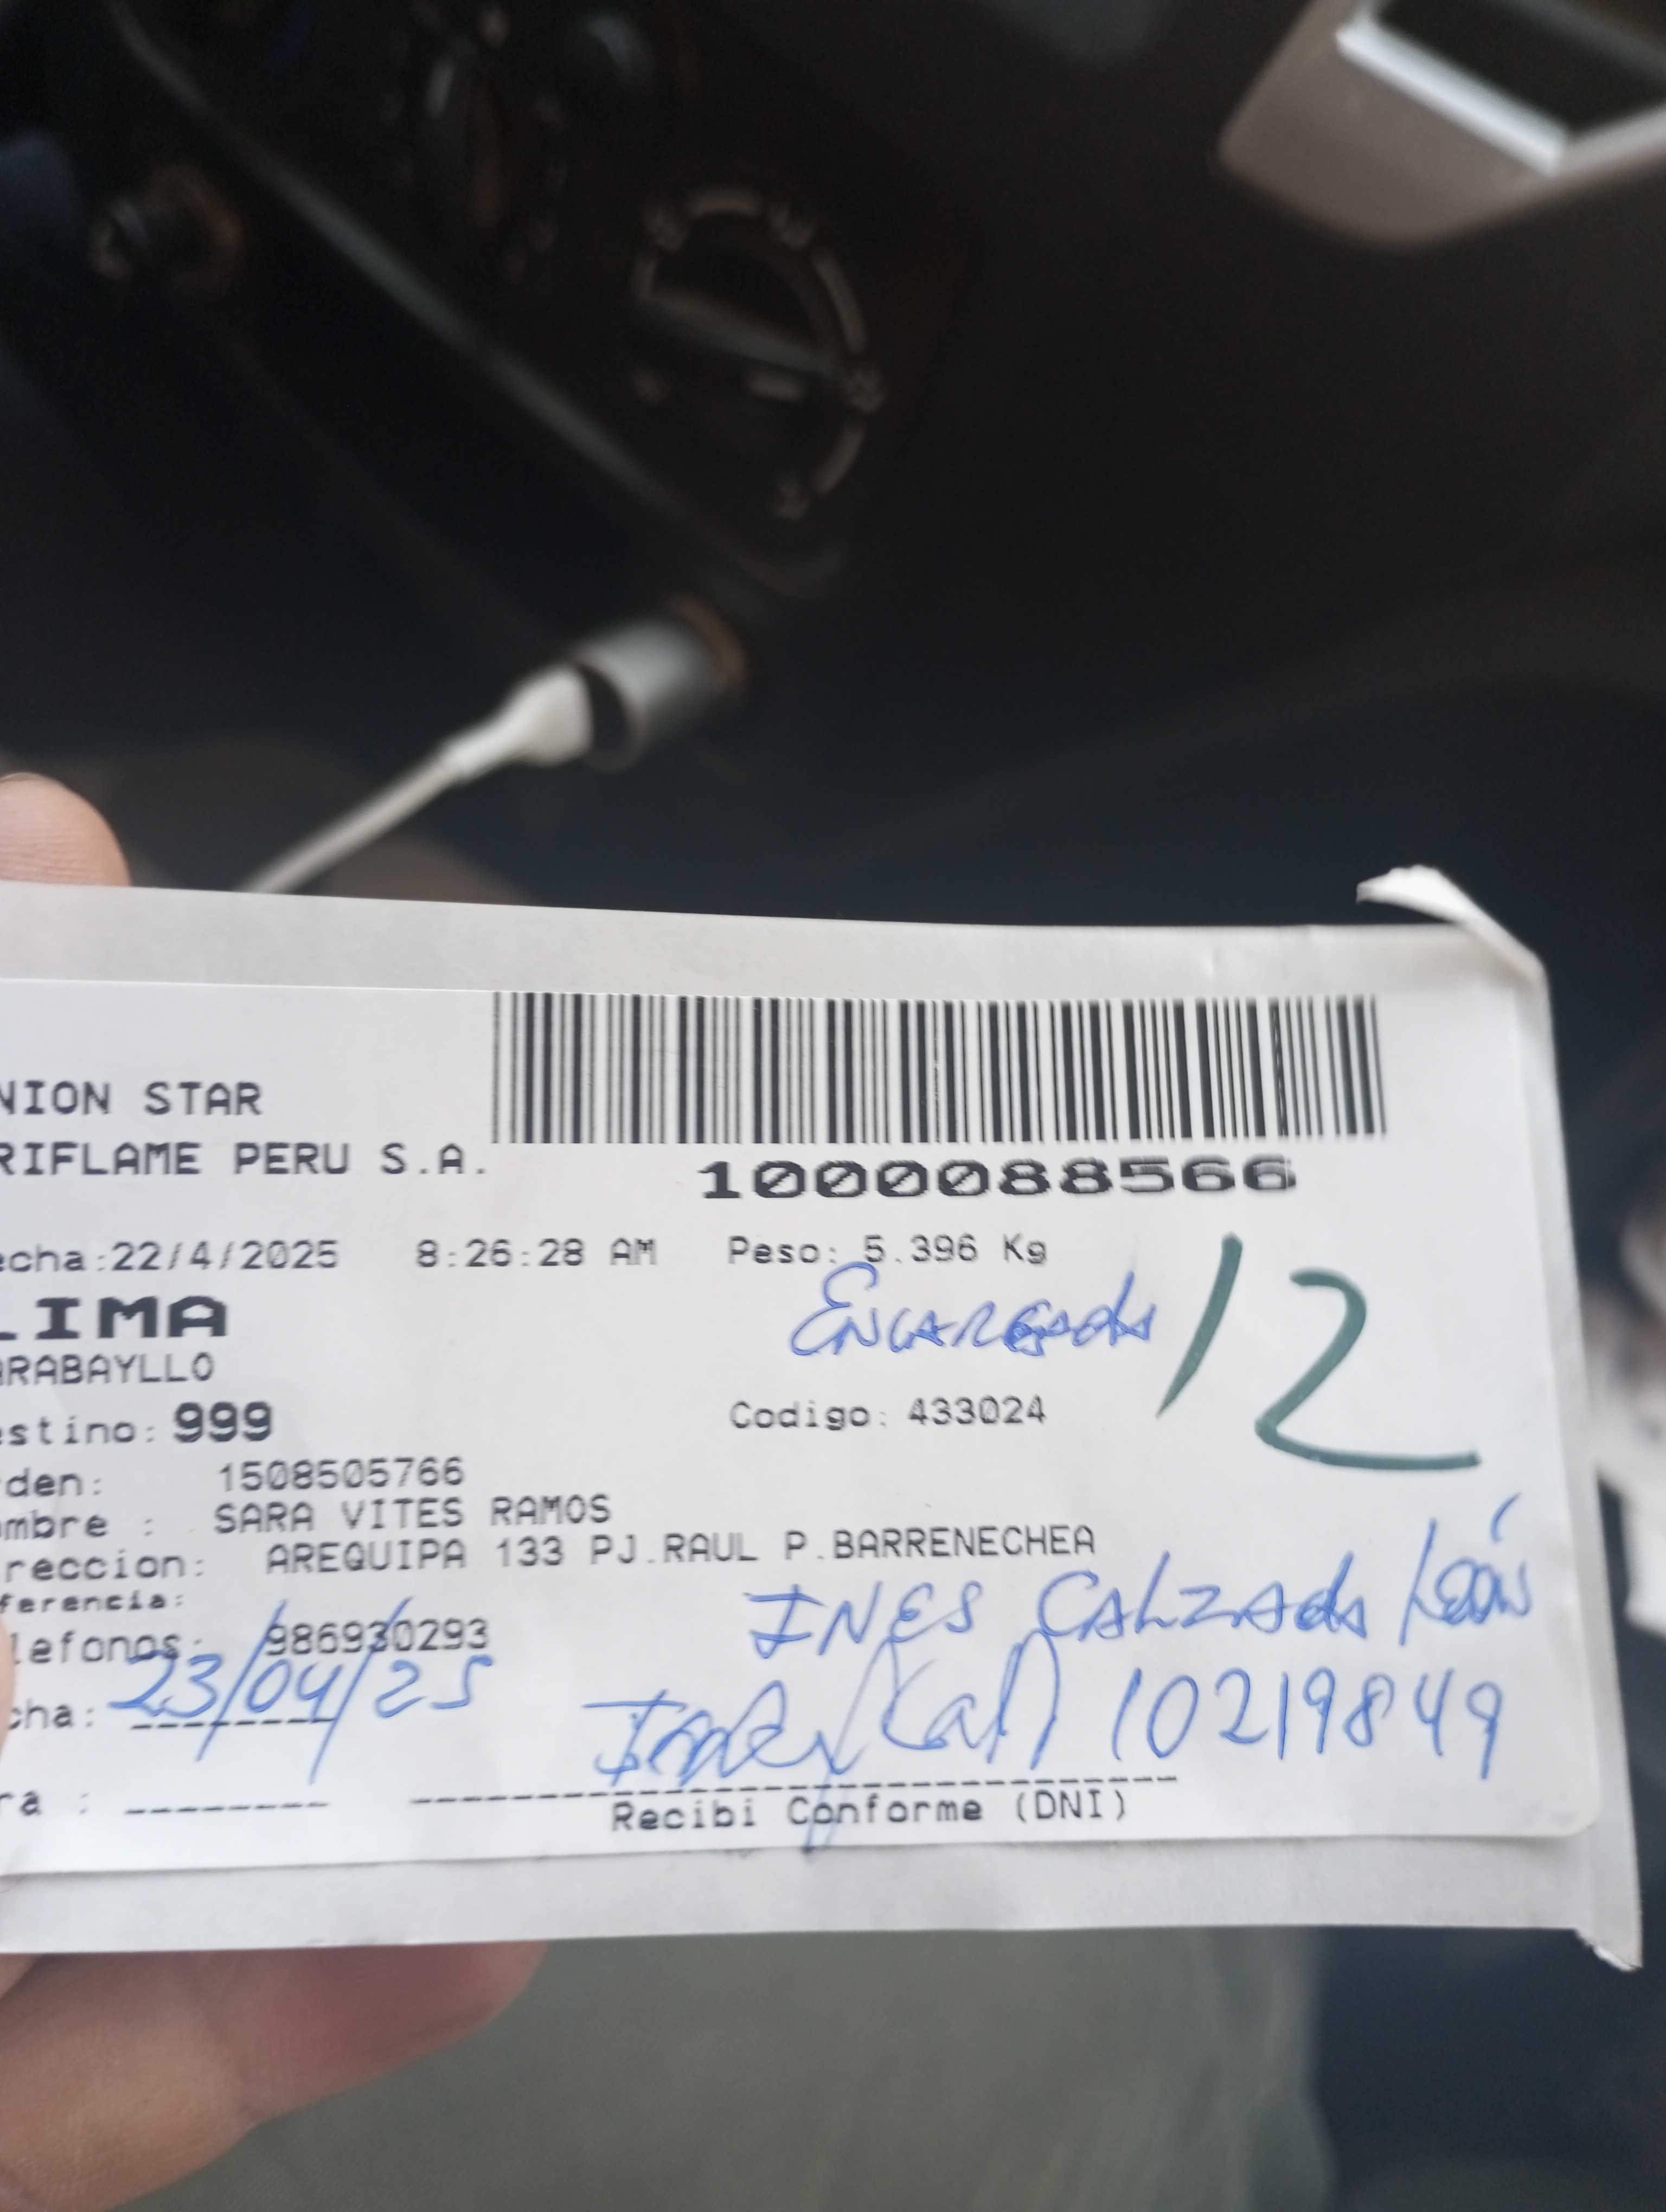 NION STAR
RIFLAME PERU S.A.
1000088566
echa:22/4/2025 8:26:28 AM Peso: 5.396 Kg
LIMA
Encargada 12
ARABAYLLO
estino: 999 Codigo: 433024
rden: 1508505766
ombre : SARA VITES RAMOS
reccion: AREQUIPA 133 PJ.RAUL P.BARRENECHEA
ferencia:
INES CALZAda León
lefonos: 986930293
cha: 23/04/25
10219849
ra :
Recibi Conforme (DNI)